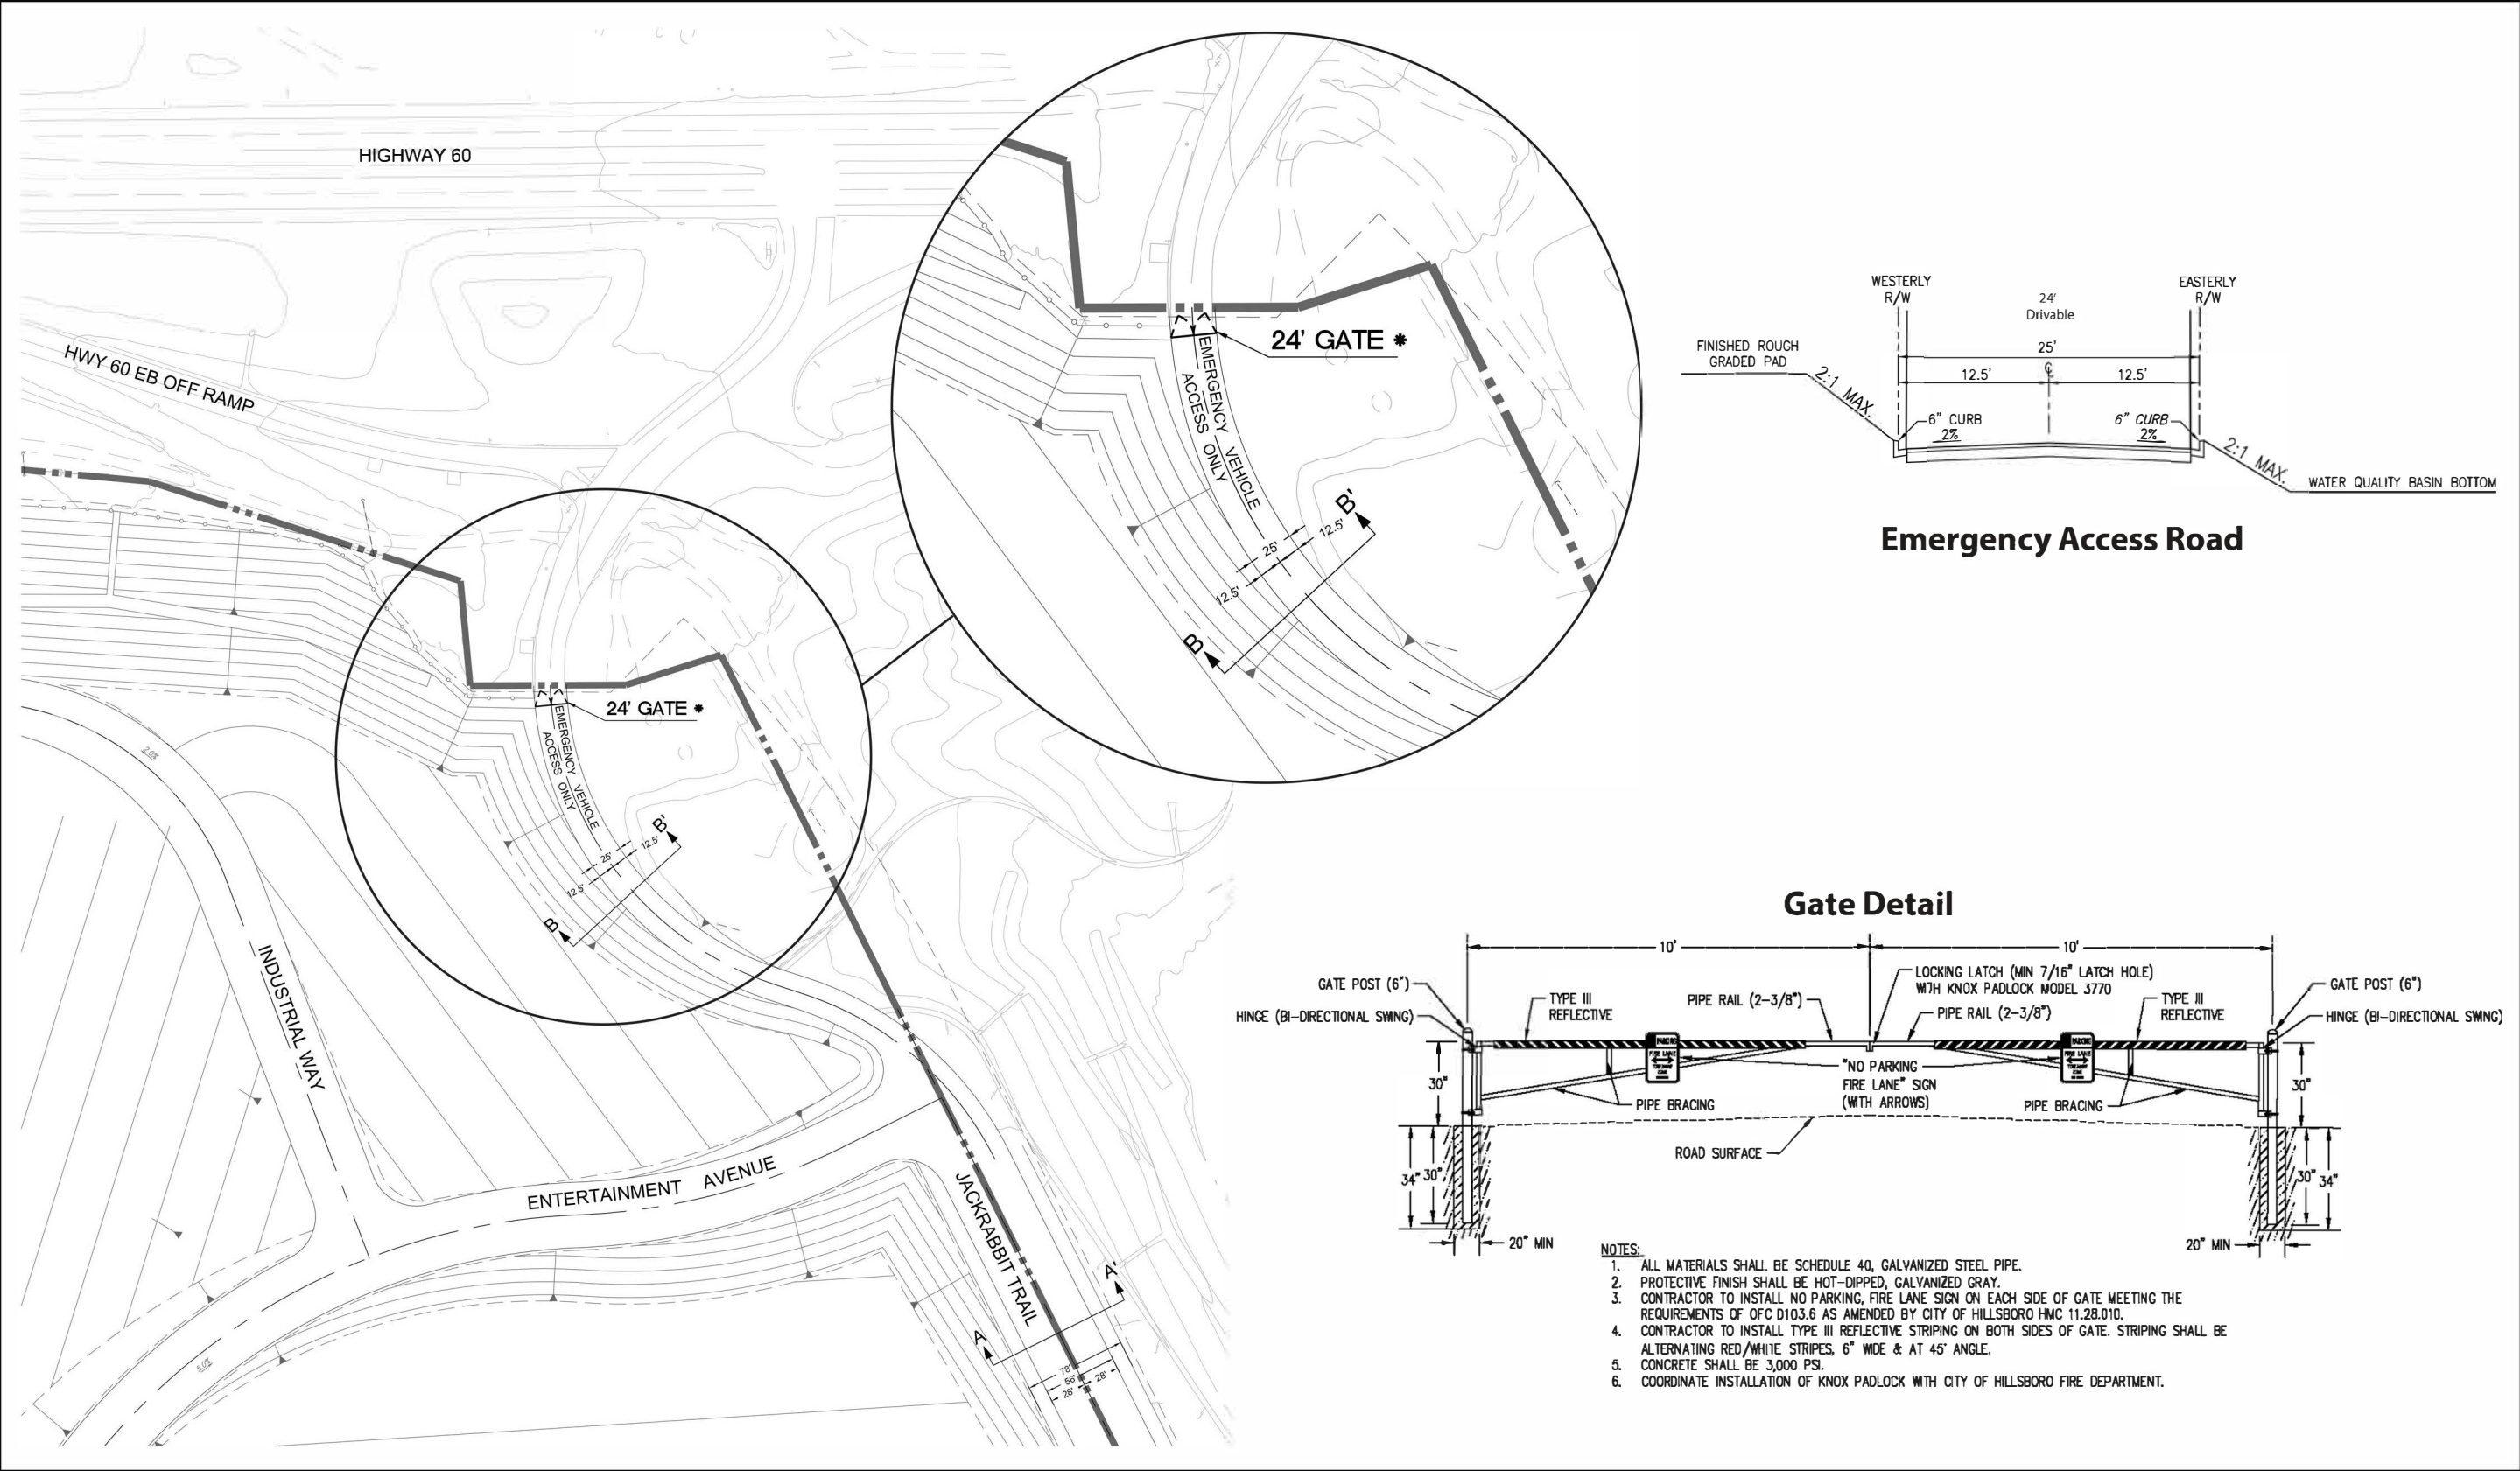 HIGHWAY 60
HWY 60 EB OFF RAMP
24' GATE *
EMERGENCY VEHICLE
ACCESS ONLY
25'
12.5'
12.5'
B
B'
24' GATE *
EMERGENCY VEHICLE
ACCESS ONLY
25'
12.5'
12.5'
B
B'
2.0%
INDUSTRIAL WAY
ENTERTAINMENT AVENUE
JACKRABBIT TRAIL
A
A'
78'
56'
28'
28'
5.0%
WESTERLY
R/W
24'
Drivable
EASTERLY
R/W
25'
12.5'
℄
12.5'
FINISHED ROUGH
GRADED PAD
2:1 MAX.
6" CURB
2%
6" CURB
2%
2:1 MAX.
WATER QUALITY BASIN BOTTOM
Emergency Access Road
Gate Detail
10'
10'
GATE POST (6")
HINGE (BI-DIRECTIONAL SWING)
TYPE III
REFLECTIVE
PIPE RAIL (2-3/8")
LOCKING LATCH (MIN 7/16" LATCH HOLE)
WITH KNOX PADLOCK MODEL 3770
PIPE RAIL (2-3/8")
TYPE III
REFLECTIVE
GATE POST (6")
HINGE (BI-DIRECTIONAL SWING)
PARKING
FIRE LANE
PARKING
FIRE LANE
30"
"NO PARKING
FIRE LANE" SIGN
(WITH ARROWS)
30"
PIPE BRACING
PIPE BRACING
ROAD SURFACE
34" 30"
30" 34"
20" MIN
20" MIN
NOTES:
1. ALL MATERIALS SHALL BE SCHEDULE 40, GALVANIZED STEEL PIPE.
2. PROTECTIVE FINISH SHALL BE HOT-DIPPED, GALVANIZED GRAY.
3. CONTRACTOR TO INSTALL NO PARKING, FIRE LANE SIGN ON EACH SIDE OF GATE MEETING THE
REQUIREMENTS OF OFC D103.6 AS AMENDED BY CITY OF HILLSBORO HMC 11.28.010.
4. CONTRACTOR TO INSTALL TYPE III REFLECTIVE STRIPING ON BOTH SIDES OF GATE. STRIPING SHALL BE
ALTERNATING RED/WHITE STRIPES, 6" WIDE & AT 45° ANGLE.
5. CONCRETE SHALL BE 3,000 PSI.
6. COORDINATE INSTALLATION OF KNOX PADLOCK WITH CITY OF HILLSBORO FIRE DEPARTMENT.